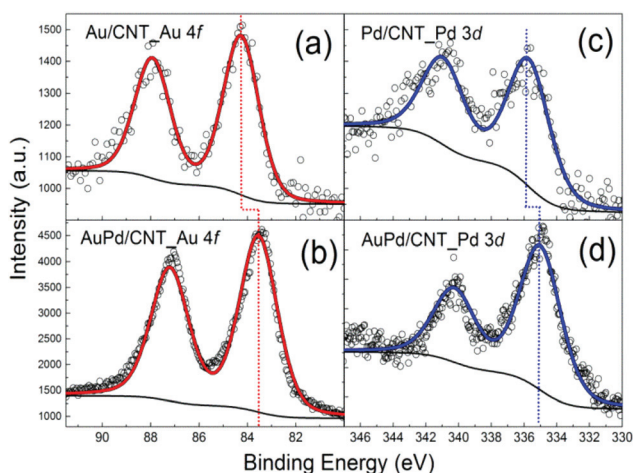 Au/CNT_Au 4f
(a)
1500
1400
1300
1200
1100
1000
Pd/CNT_Pd 3d
(c)
Intensity (a.u.)
AuPd/CNT_Au 4f
(b)
4500
4000
3500
3000
2500
2000
1500
1000
AuPd/CNT_Pd 3d
(d)
90 88 86 84 82
346 344 342 340 338 336 334 332 330
Binding Energy (eV)